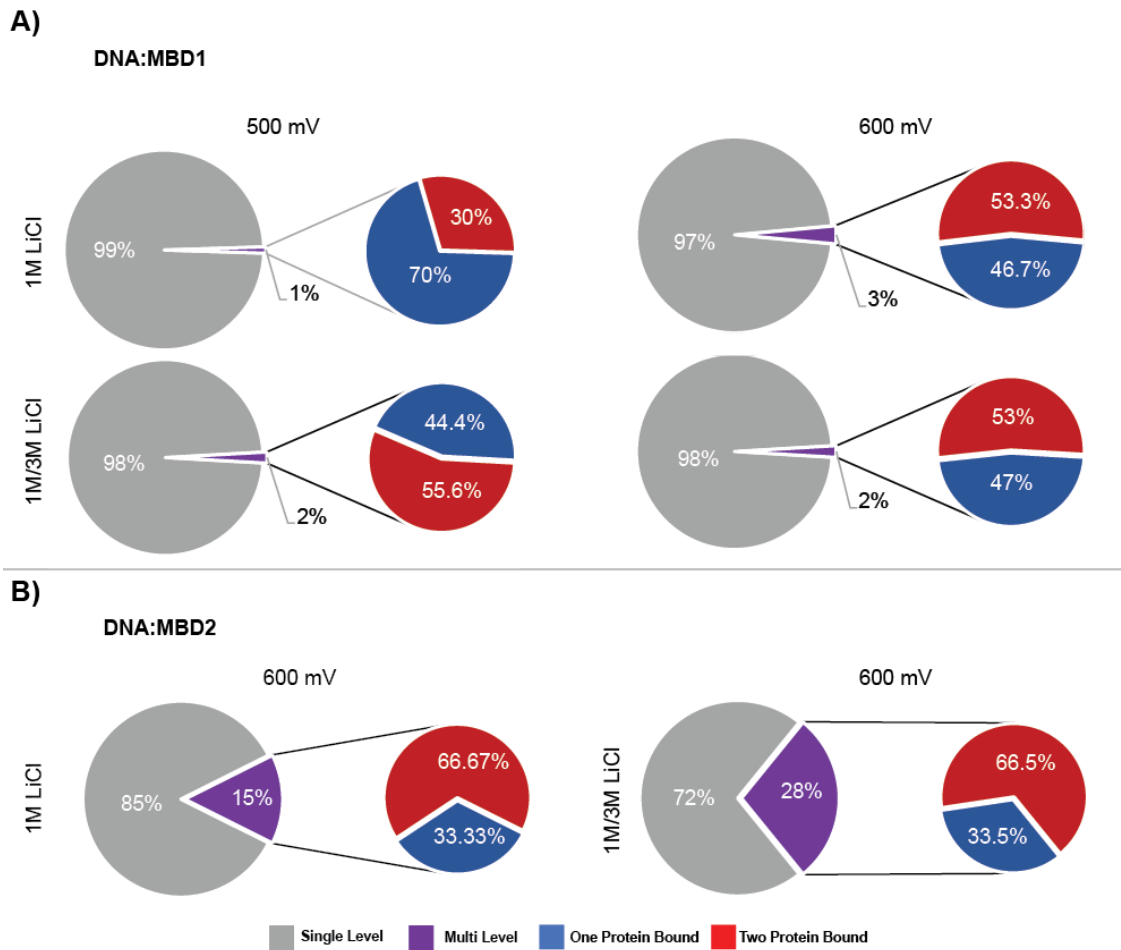 A)
DNA:MBD1
500 mV
600 mV
1M LiCl
99%
1%
30%
70%
97%
3%
53.3%
46.7%
1M/3M LiCl
98%
2%
44.4%
55.6%
98%
2%
53%
47%
B)
DNA:MBD2
600 mV
600 mV
1M LiCl
85%
15%
66.67%
33.33%
1M/3M LiCl
72%
28%
66.5%
33.5%
Single Level
Multi Level
One Protein Bound
Two Protein Bound